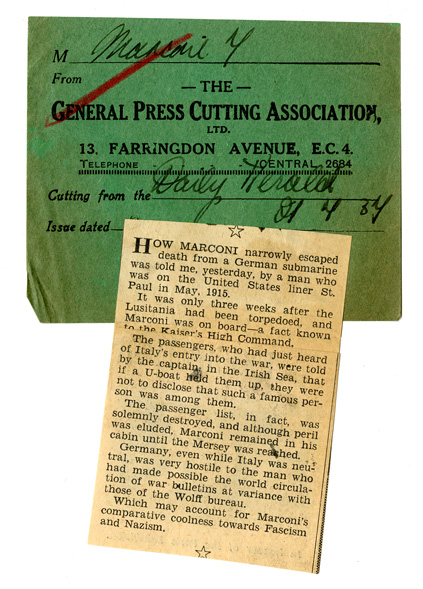 M Marconi
From
— THE —
GENERAL PRESS CUTTING ASSOCIATION,
LTD.
13. FARRINGDON AVENUE, E.C. 4.
TELEPHONE CENTRAL 2684
Cutting from the Daily Herald
Issue dated 4 37
HOW MARCONI narrowly escaped
death from a German submarine
was told me, yesterday, by a man who
was on the United States liner St.
Paul in May, 1915.
It was only three weeks after the
Lusitania had been torpedoed, and
Marconi was on board—a fact known
to the Kaiser's High Command.
The passengers, who had just heard
of Italy's entry into the war, were told
by the captain, in the Irish Sea, that
if a U-boat held them up, they were
not to disclose that such a famous per-
son was among them.
The passenger list, in fact, was
solemnly destroyed, and although peril
was eluded, Marconi remained in his
cabin until the Mersey was reached.
Germany, even while Italy was neu-
tral, was very hostile to the man who
had made possible the world circula-
tion of war bulletins at variance with
those of the Wolff bureau.
Which may account for Marconi's
comparative coolness towards Fascism
and Nazism.